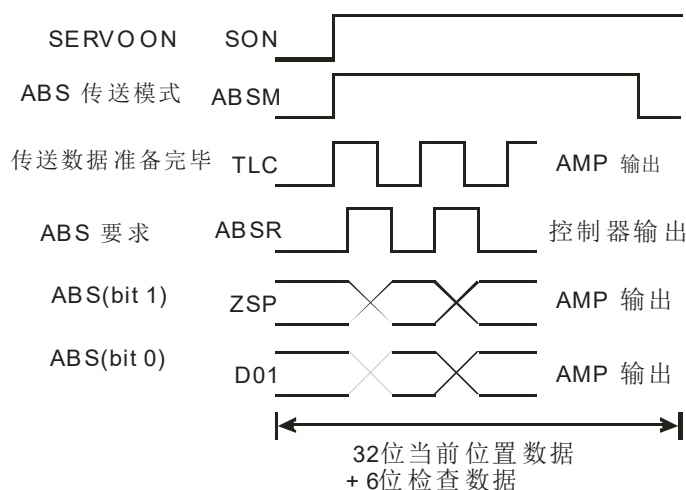 SERVOON SON
ABS 传送模式 ABSM
传送数据准备完毕 TLC AMP 输出
ABS 要求 ABSR 控制器输出
ABS(bit 1) ZSP AMP 输出
ABS(bit 0) D01 AMP 输出
32位当前位置数据
+ 6位检查数据